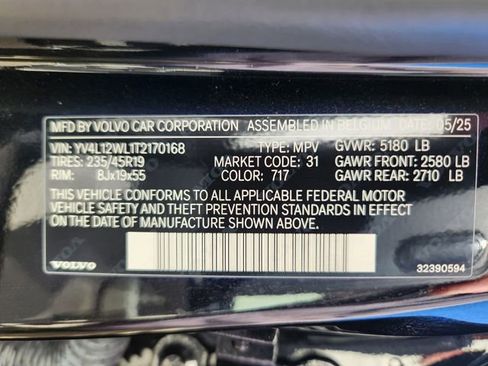 MFD BY VOLVO CAR CORPORATION ASSEMBLED IN BELGIUM 05/25
VIN: YV4L12WL1T2170168 TYPE: MPV GVWR: 5180 LB
TIRES: 235/45R19 MARKET CODE: 31 GAWR FRONT: 2580 LB
RIM: 8Jx19x55 COLOR: 717 GAWR REAR: 2710 LB
THIS VEHICLE CONFORMS TO ALL APPLICABLE FEDERAL MOTOR
VEHICLE SAFETY AND THEFT PREVENTION STANDARDS IN EFFECT
ON THE DATE OF MANUFACTURE SHOWN ABOVE.
VOLVO 32390594